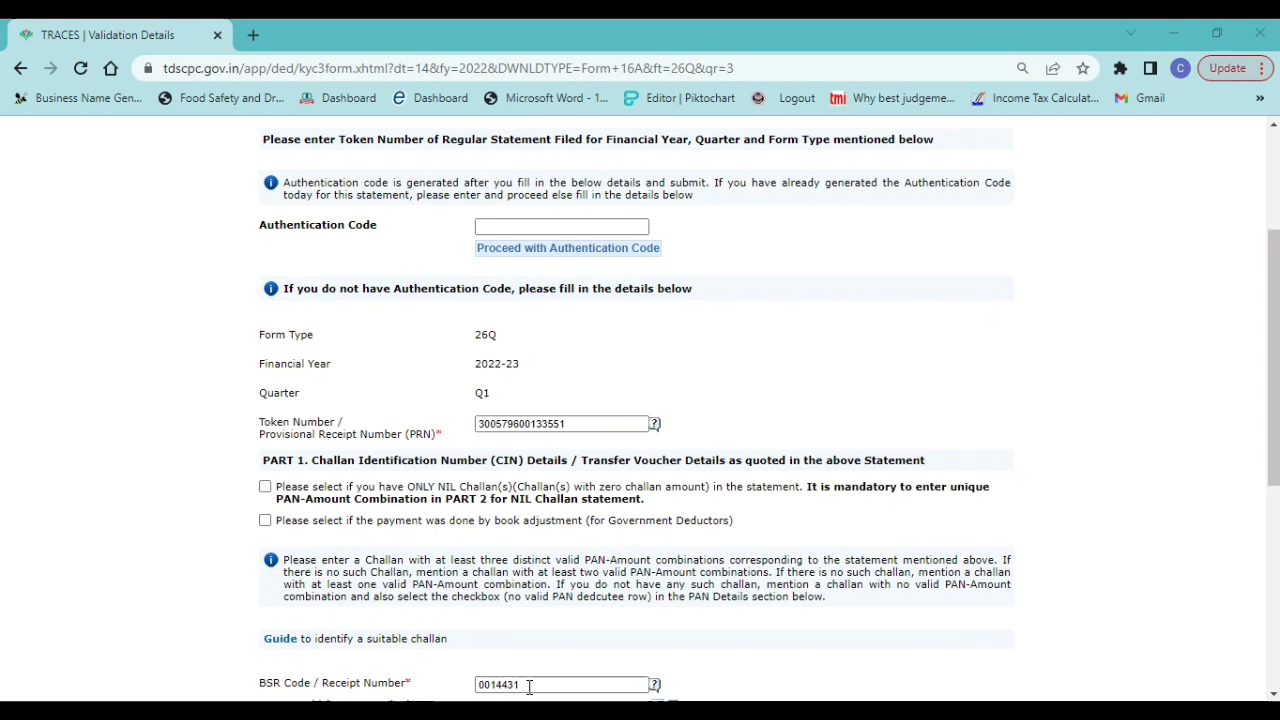 TRACES | Validation Details
tdscpc.gov.in/app/ded/kyc3form.xhtml?dt=14&fy=2022&DWNLDTYPE=Form+16A&ft=26Q&qr=3
C
Update
Business Name Gen...
Food Safety and Dr...
Dashboard
Dashboard
Microsoft Word - 1...
Editor | Piktochart
Logout
tmi Why best judgeme...
Income Tax Calculat...
Gmail
»
Please enter Token Number of Regular Statement Filed for Financial Year, Quarter and Form Type mentioned below
Authentication code is generated after you fill in the below details and submit. If you have already generated the Authentication Code
today for this statement, please enter and proceed else fill in the details below
Authentication Code
Proceed with Authentication Code
If you do not have Authentication Code, please fill in the details below
Form Type 26Q
Financial Year 2022-23
Quarter Q1
Token Number /
Provisional Receipt Number (PRN)* 300579600133551
PART 1. Challan Identification Number (CIN) Details / Transfer Voucher Details as quoted in the above Statement
Please select if you have ONLY NIL Challan(s)(Challan(s) with zero challan amount) in the statement. It is mandatory to enter unique
PAN-Amount Combination in PART 2 for NIL Challan statement.
Please select if the payment was done by book adjustment (for Government Deductors)
Please enter a Challan with at least three distinct valid PAN-Amount combinations corresponding to the statement mentioned above. If
there is no such Challan, mention a challan with at least two valid PAN-Amount combinations. If there is no such challan, mention a challan
with at least one valid PAN-Amount combination. If you do not have any such challan, mention a challan with no valid PAN-Amount
combination and also select the checkbox (no valid PAN dedcutee row) in the PAN Details section below.
Guide to identify a suitable challan
BSR Code / Receipt Number* 0014431